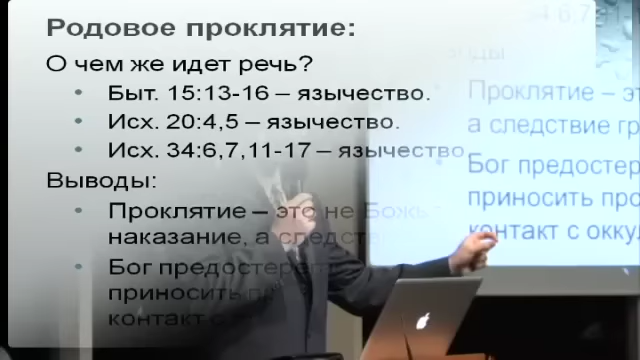 Родовое проклятие:
О чем же идет речь?
• Быт. 15:13-16 – язычество.
• Исх. 20:4,5 – язычество.
• Исх. 34:6,7,11-17 – язычество
Выводы:
• Проклятие – это не Божь
наказание, а следст
• Бог предостере
приносить п
контакт с
Проклятие – эт
а следствие гр
• Бог предостер
приносить про
контакт с окку